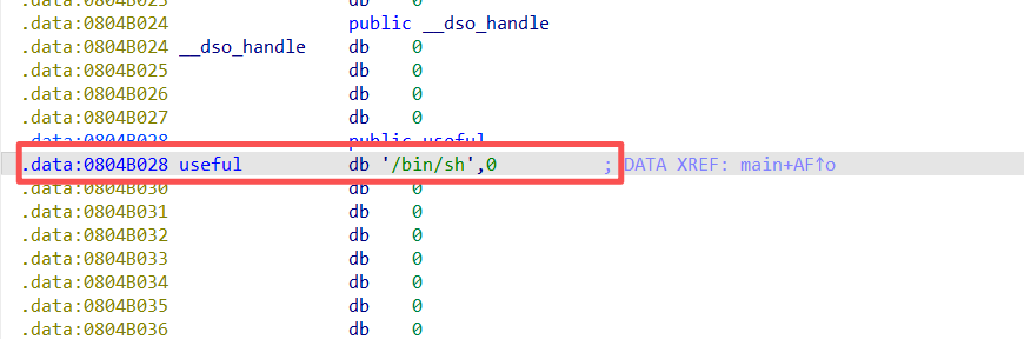 .data:0804B023 db 0
.data:0804B024 public __dso_handle
.data:0804B024 __dso_handle db 0
.data:0804B025 db 0
.data:0804B026 db 0
.data:0804B027 db 0
.data:0804B028 public useful
.data:0804B028 useful db '/bin/sh',0 ; DATA XREF: main+AF↑o
.data:0804B030 db 0
.data:0804B031 db 0
.data:0804B032 db 0
.data:0804B033 db 0
.data:0804B034 db 0
.data:0804B035 db 0
.data:0804B036 db 0